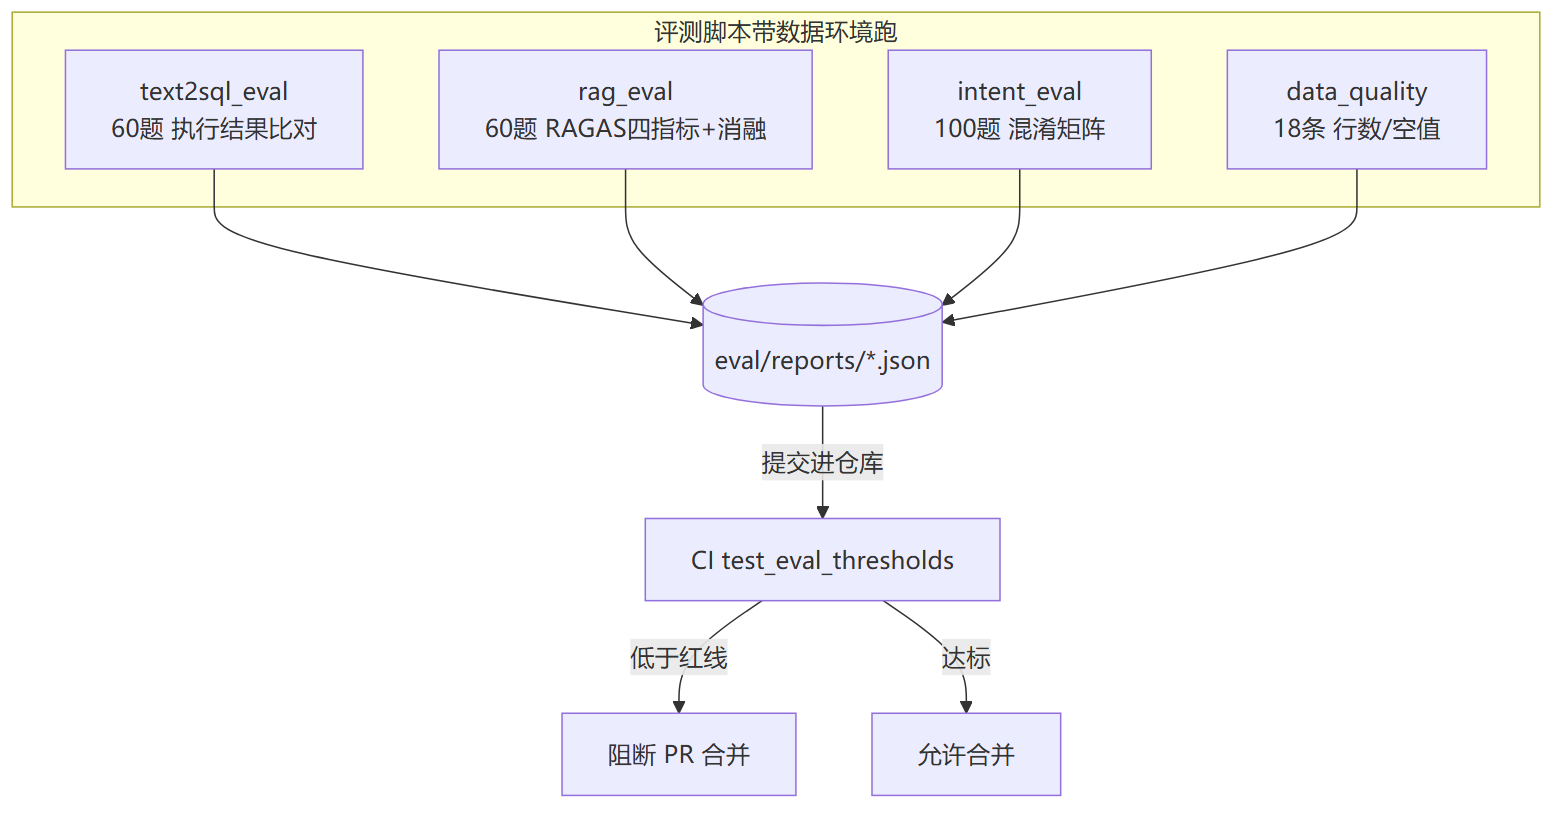 评测脚本带数据环境跑
text2sql_eval
60题 执行结果比对
rag_eval
60题 RAGAS四指标+消融
intent_eval
100题 混淆矩阵
data_quality
18条 行数/空值
eval/reports/*.json
提交进仓库
CI test_eval_thresholds
低于红线
达标
阻断 PR 合并
允许合并